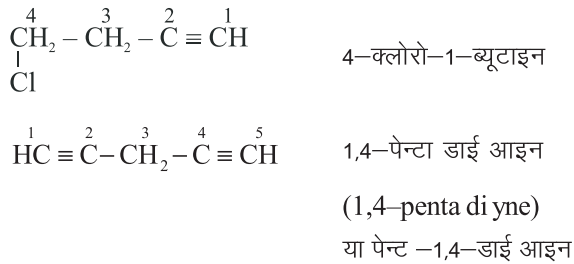 4 3 2 1
CH₂ – CH₂ – C ≡ CH
Cl
4–क्लोरो–1–ब्यूटाइन
1 2 3 4 5
HC ≡ C – CH₂ – C ≡ CH
1,4–पेन्टा डाई आइन
(1,4–penta di yne)
या पेन्ट –1,4–डाई आइन